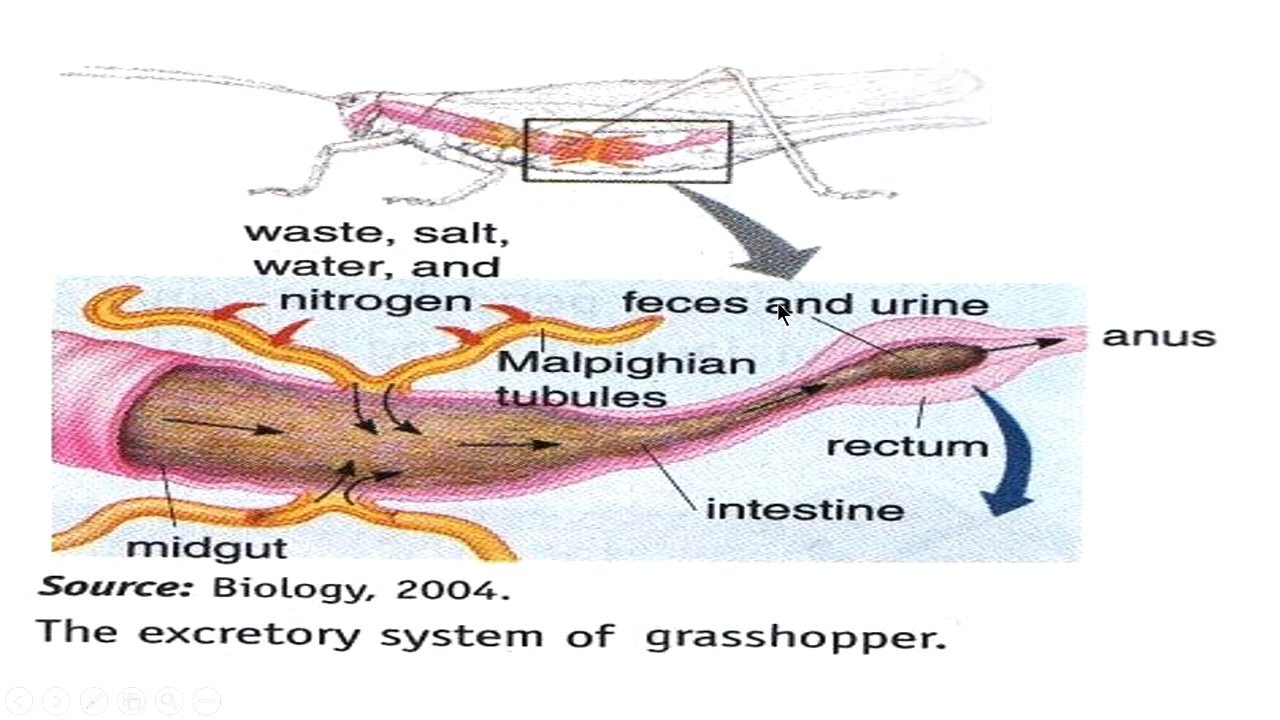 waste, salt,
water, and
nitrogen
feces and urine
anus
Malpighian
tubules
rectum
intestine
midgut
Source: Biology, 2004.
The excretory system of grasshopper.